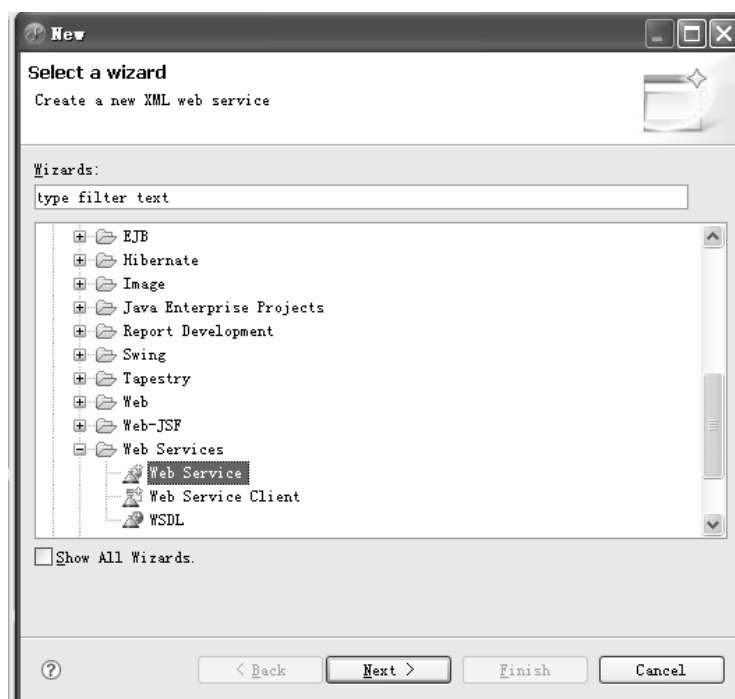 New
Select a wizard
Create a new XML web service
Wizards:
type filter text
EJB
Hibernate
Image
Java Enterprise Projects
Report Development
Swing
Tapestry
Web
Web-JSF
Web Services
Web Service
Web Service Client
WSDL
Show All Wizards.
? < Back Next > Finish Cancel